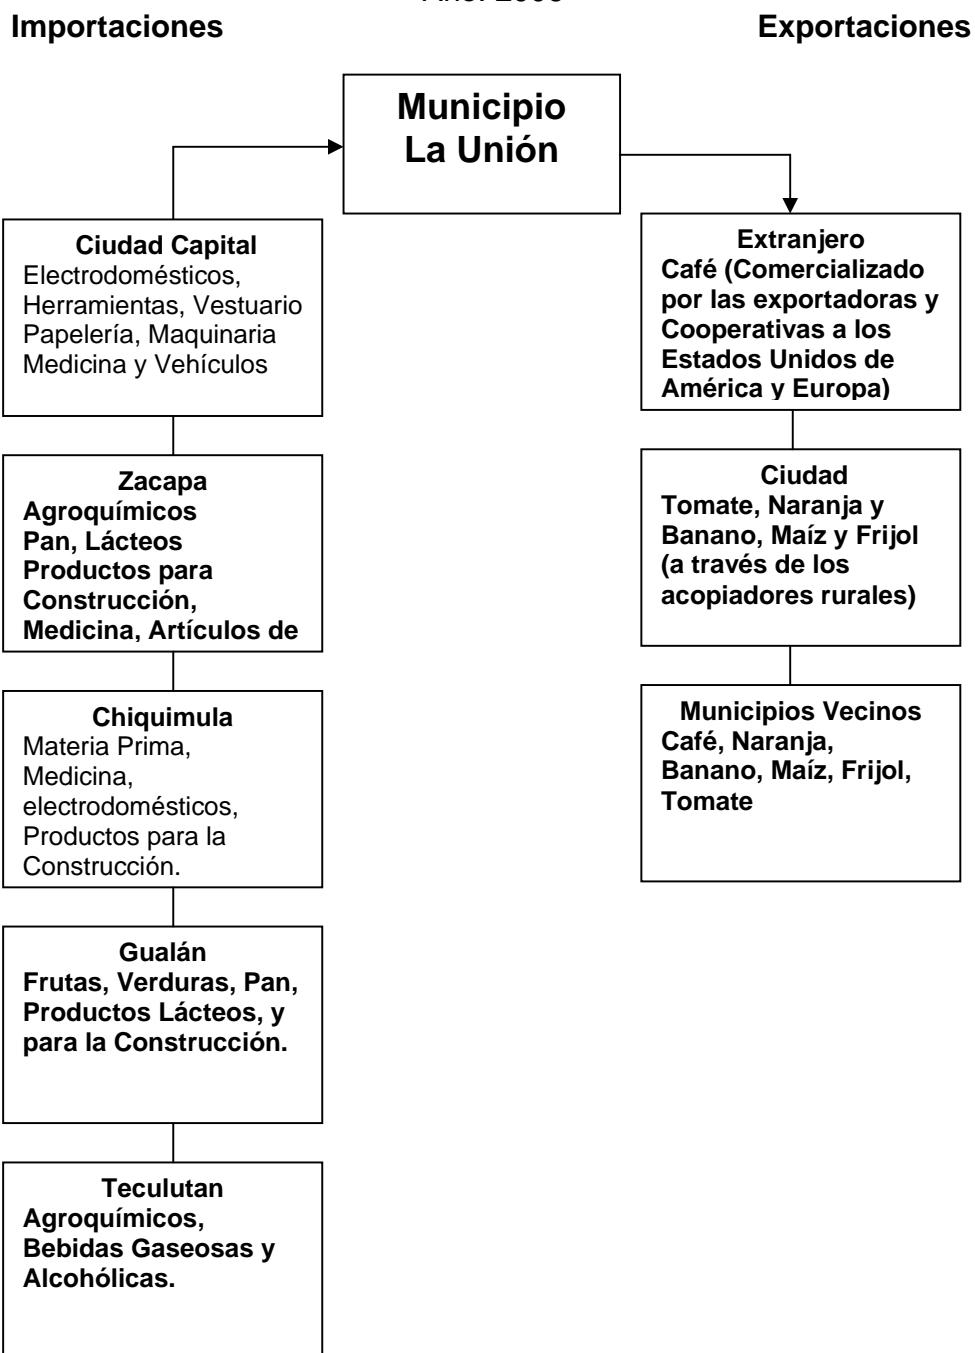 Importaciones
Exportaciones
Municipio
La Unión
Ciudad Capital
Electrodomésticos,
Herramientas, Vestuario
Papelería, Maquinaria
Medicina y Vehículos
Zacapa
Agroquímicos
Pan, Lácteos
Productos para
Construcción,
Medicina, Artículos de
Chiquimula
Materia Prima,
Medicina,
electrodomésticos,
Productos para la
Construcción.
Gualán
Frutas, Verduras, Pan,
Productos Lácteos, y
para la Construcción.
Teculutan
Agroquímicos,
Bebidas Gaseosas y
Alcohólicas.
Extranjero
Café (Comercializado
por las exportadoras y
Cooperativas a los
Estados Unidos de
América y Europa)
Ciudad
Tomate, Naranja y
Banano, Maíz y Frijol
(a través de los
acopiadores rurales)
Municipios Vecinos
Café, Naranja,
Banano, Maíz, Frijol,
Tomate